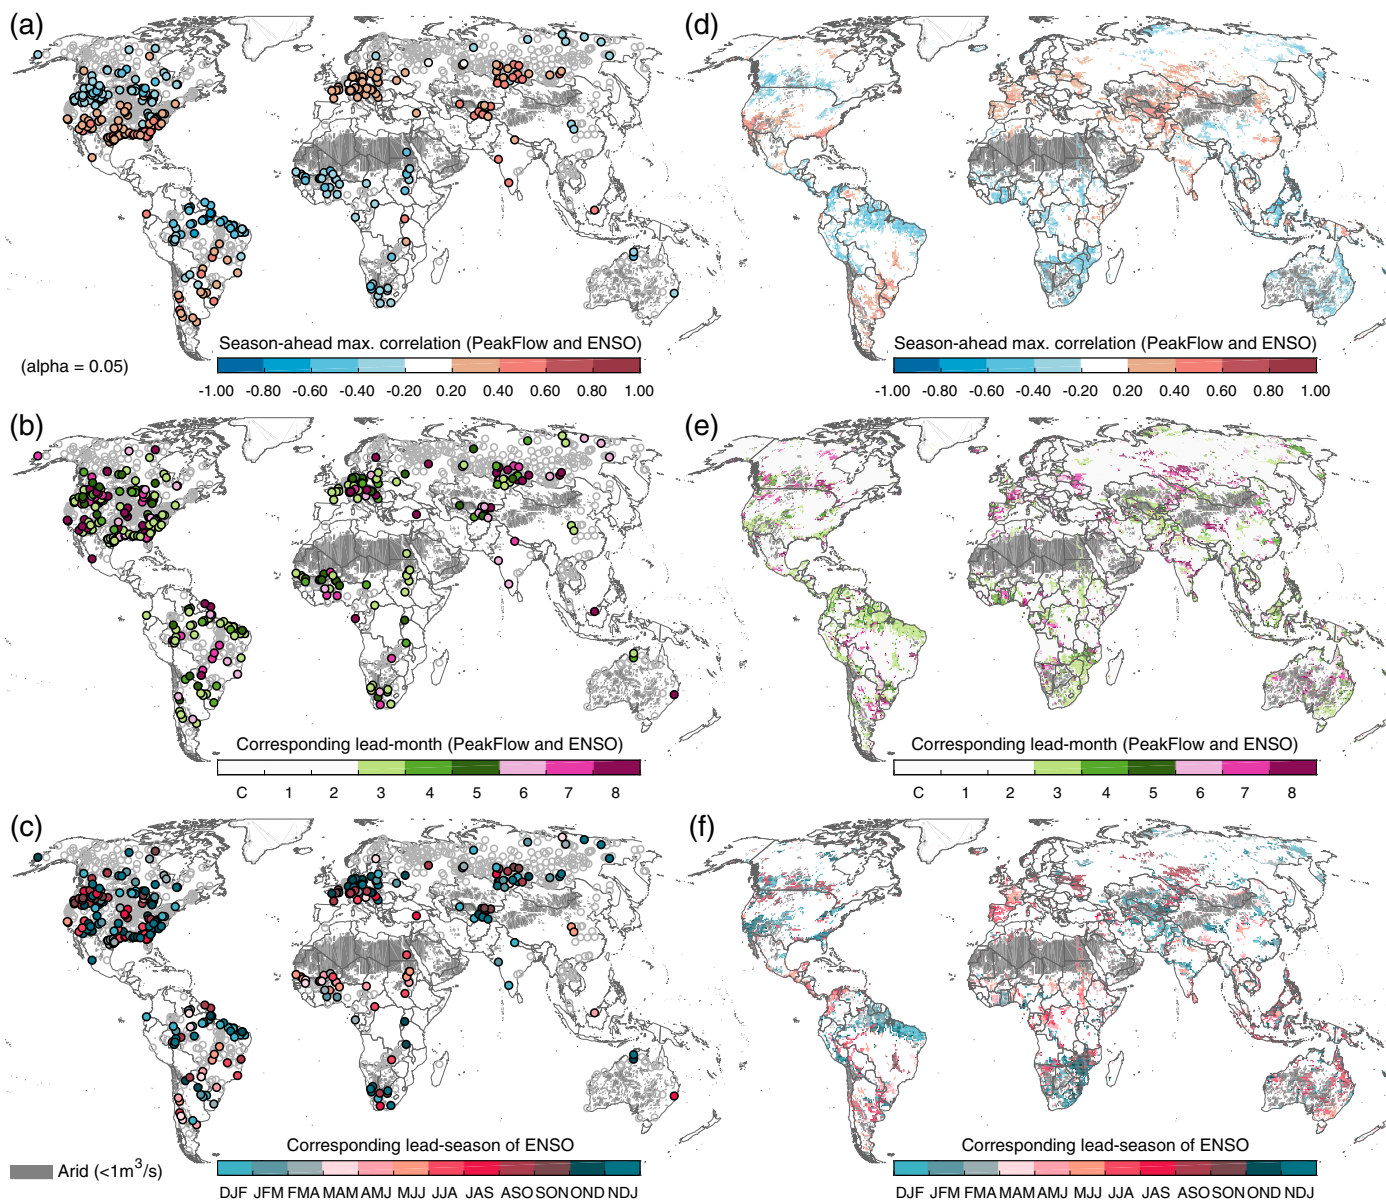 (a)
Season-ahead max. correlation (PeakFlow and ENSO)
(alpha = 0.05)
-1.00 -0.80 -0.60 -0.40 -0.20 0.20 0.40 0.60 0.80 1.00
(d)
Season-ahead max. correlation (PeakFlow and ENSO)
-1.00 -0.80 -0.60 -0.40 -0.20 0.20 0.40 0.60 0.80 1.00
(b)
Corresponding lead-month (PeakFlow and ENSO)
C 1 2 3 4 5 6 7 8
(e)
Corresponding lead-month (PeakFlow and ENSO)
C 1 2 3 4 5 6 7 8
(c)
Corresponding lead-season of ENSO
Arid (<1m³/s)
DJF JFM FMA MAM AMJ MJJ JJA JAS ASO SON OND NDJ
(f)
Corresponding lead-season of ENSO
DJF JFM FMA MAM AMJ MJJ JJA JAS ASO SON OND NDJ